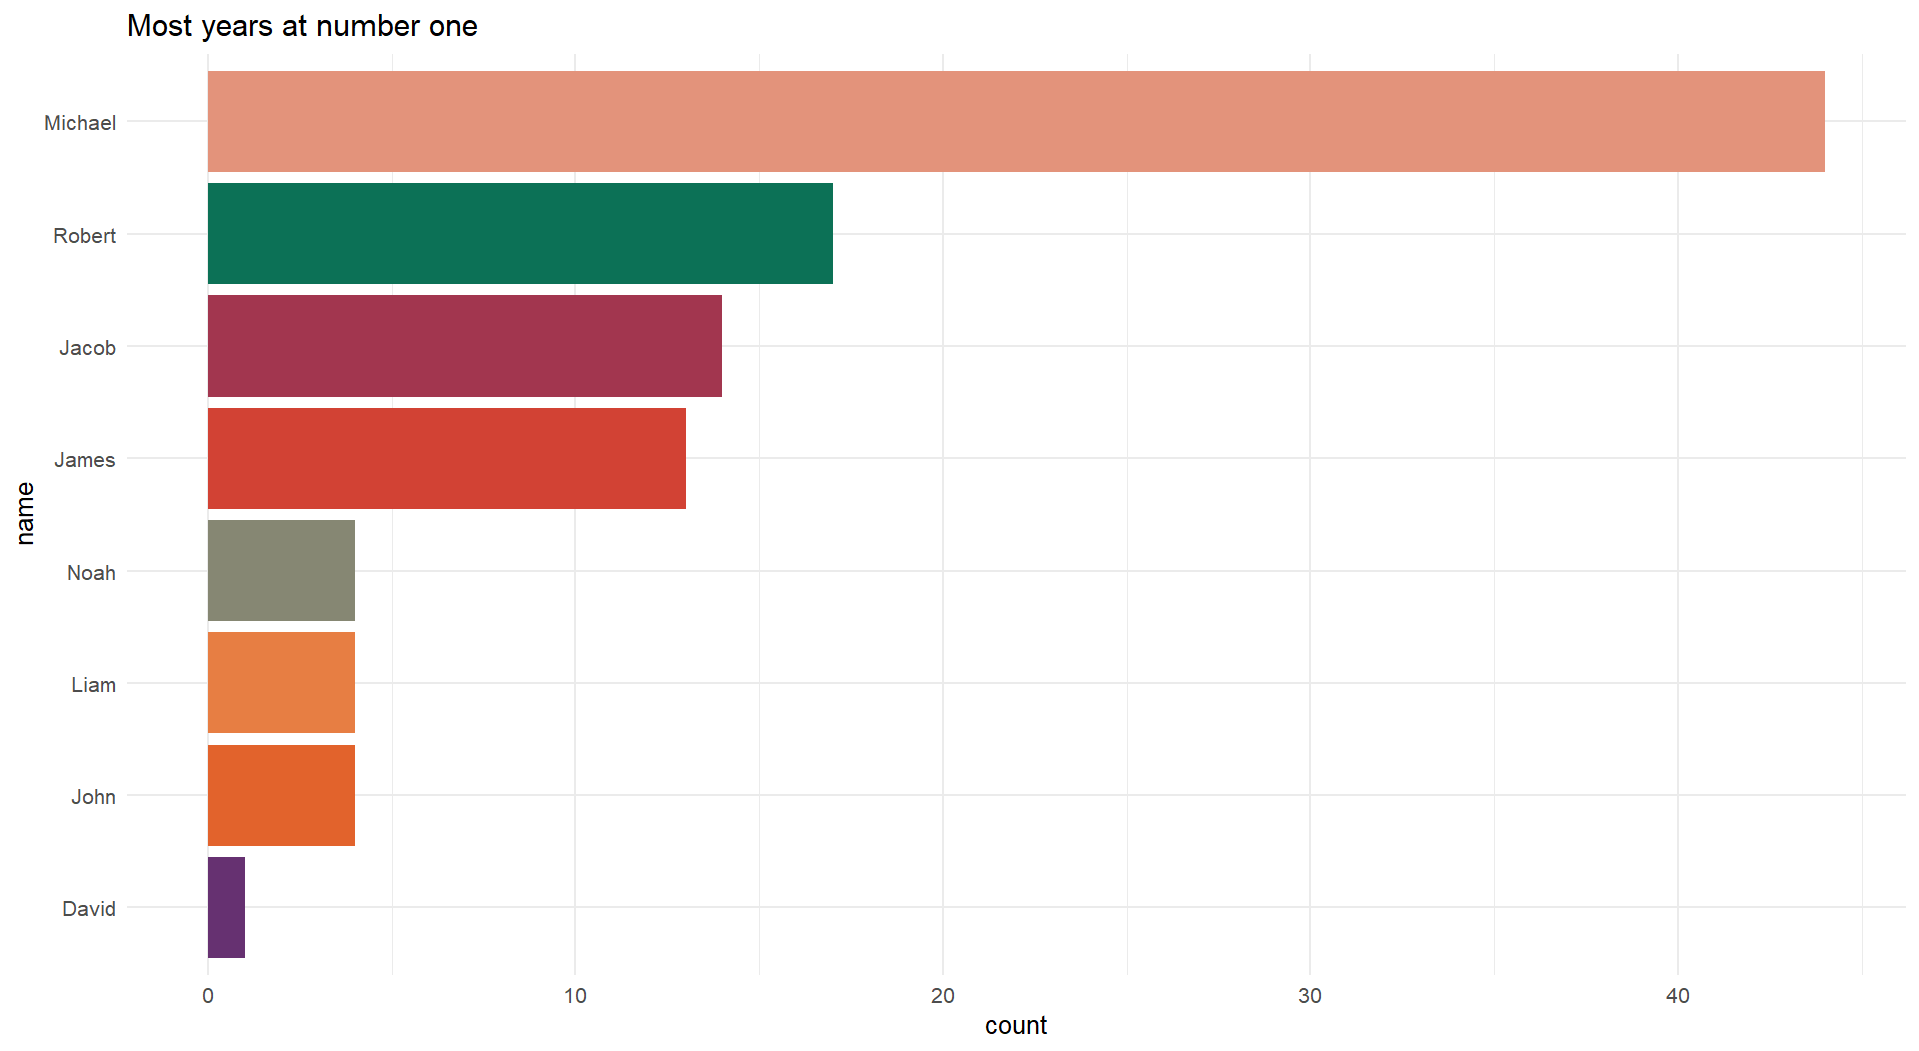 Most years at number one
Michael
Robert
Jacob
James
name
Noah
Liam
John
David
0 10 20 30 40
count